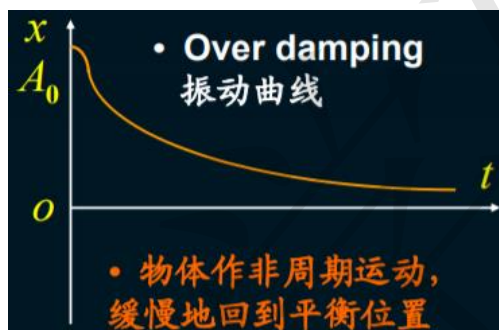 x
• Over damping
A₀
振动曲线
t
o
• 物体作非周期运动，
缓慢地回到平衡位置